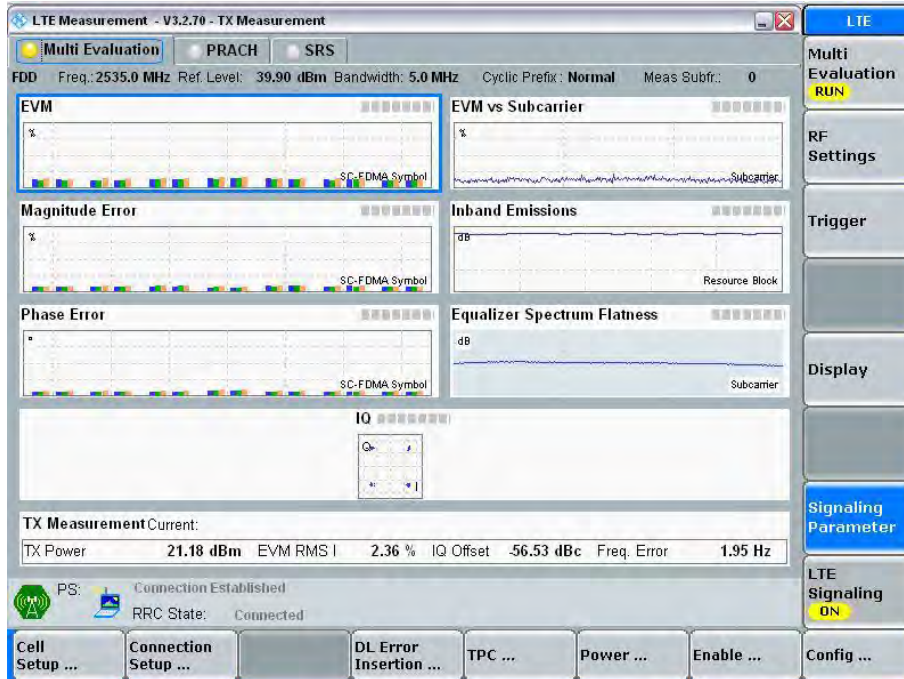 LTE Measurement - V3.2.70 - TX Measurement
LTE
Multi Evaluation
PRACH
SRS
FDD Freq.: 2535.0 MHz Ref. Level: 39.90 dBm Bandwidth: 5.0 MHz Cyclic Prefix : Normal Meas Subfr.: 0
Multi
Evaluation
RUN
EVM
%
SC-FDMA Symbol
EVM vs Subcarrier
%
Subcarrier
RF
Settings
Magnitude Error
%
SC-FDMA Symbol
Inband Emissions
dB
Resource Block
Trigger
Phase Error
°
SC-FDMA Symbol
Equalizer Spectrum Flatness
dB
Subcarrier
Display
IQ
Q
I
Signaling
Parameter
TX Measurement Current:
TX Power 21.18 dBm EVM RMS l 2.36 % IQ Offset -56.53 dBc Freq. Error 1.95 Hz
LTE
Signaling
ON
PS: Connection Established
RRC State: Connected
Cell
Setup ...
Connection
Setup ...
DL Error
Insertion ...
TPC ...
Power ...
Enable ...
Config ...